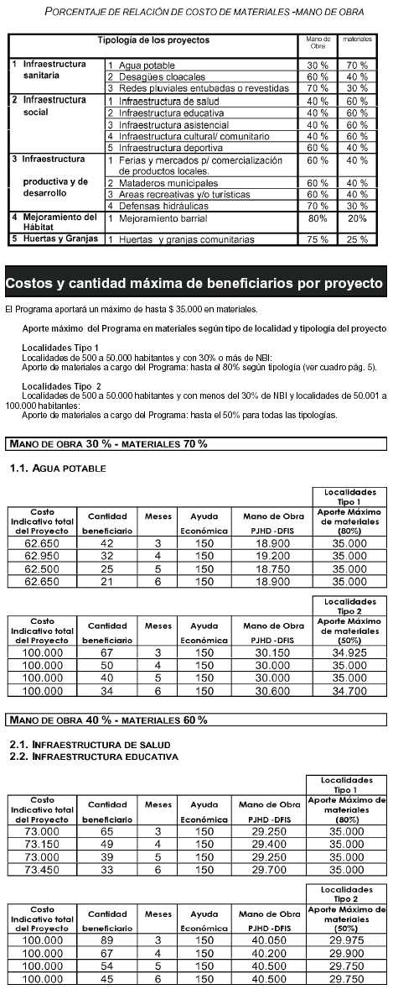 PORCENTAJE DE RELACIÓN DE COSTO DE MATERIALES -MANO DE OBRA
Tipología de los proyectos Mano de Obra materiales
1 Infraestructura sanitaria 1 Agua potable 30 % 70 %
2 Desagües cloacales 60 % 40 %
3 Redes pluviales entubadas o revestidas 70 % 30 %
2 Infraestructura social 1 Infraestructura de salud 40 % 60 %
2 Infraestructura educativa 40 % 60 %
3 Infraestructura asistencial 40 % 60 %
4 Infraestructura cultural/ comunitario 40 % 60 %
5 Infraestructura deportiva 40 % 60 %
3 Infraestructura productiva y de desarrollo 1 Ferias y mercados p/ comercialización de productos locales. 60 % 40 %
2 Mataderos municipales 60 % 40 %
3 Areas recreativas y/o turísticas 60 % 40 %
4 Defensas hidráulicas 70 % 30 %
4 Mejoramiento del Hábitat 1 Mejoramiento barrial 80% 20%
5 Huertas y Granjas 1 Huertas y granjas comunitarias 75 % 25 %
Costos y cantidad máxima de beneficiarios por proyecto
El Programa aportará un máximo de hasta $ 35.000 en materiales.
Aporte máximo del Programa en materiales según tipo de localidad y tipología del proyecto
Localidades Tipo 1
Localidades de 500 a 50.000 habitantes y con 30% o más de NBI:
Aporte de materiales a cargo del Programa: hasta el 80% según tipología (ver cuadro pág. 5).
Localidades Tipo 2
Localidades de 500 a 50.000 habitantes y con menos del 30% de NBI y localidades de 50.001 a
100.000 habitantes:
Aporte de materiales a cargo del Programa: hasta el 50% para todas las tipologías.
MANO DE OBRA 30 % - MATERIALES 70 %
1.1. AGUA POTABLE
Localidades
Tipo 1
Costo Indicativo total del Proyecto Cantidad beneficiario Meses Ayuda Económica Mano de Obra PJHD -DFIS Aporte Máximo de materiales (80%)
62.650 42 3 150 18.900 35.000
62.950 32 4 150 19.200 35.000
62.500 25 5 150 18.750 35.000
62.650 21 6 150 18.900 35.000
Localidades
Tipo 2
Costo Indicativo total del Proyecto Cantidad beneficiario Meses Ayuda Económica Mano de Obra PJHD -DFIS Aporte Máximo de materiales (50%)
100.000 67 3 150 30.150 34.925
100.000 50 4 150 30.000 35.000
100.000 40 5 150 30.000 35.000
100.000 34 6 150 30.600 34.700
MANO DE OBRA 40 % - MATERIALES 60 %
2.1. INFRAESTRUCTURA DE SALUD
2.2. INFRAESTRUCTURA EDUCATIVA
Localidades
Tipo 1
Costo Indicativo total del Proyecto Cantidad beneficiario Meses Ayuda Económica Mano de Obra PJHD -DFIS Aporte Máximo de materiales (80%)
73.000 65 3 150 29.250 35.000
73.150 49 4 150 29.400 35.000
73.000 39 5 150 29.250 35.000
73.450 33 6 150 29.700 35.000
Localidades
Tipo 2
Costo Indicativo total del Proyecto Cantidad beneficiario Meses Ayuda Económica Mano de Obra PJHD -DFIS Aporte Máximo de materiales (50%)
100.000 89 3 150 40.050 29.975
100.000 67 4 150 40.200 29.900
100.000 54 5 150 40.500 29.750
100.000 45 6 150 40.500 29.750